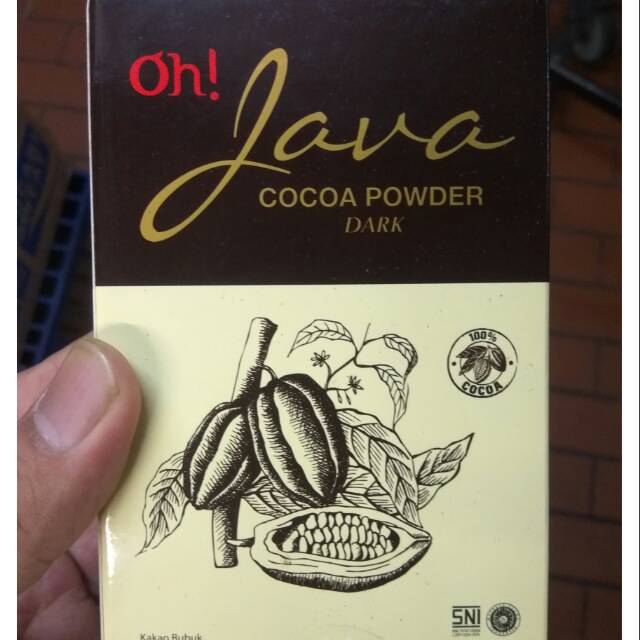 Oh!
Java
COCOA POWDER
DARK
100%
COCOA
SNI
Kakao Bubuk